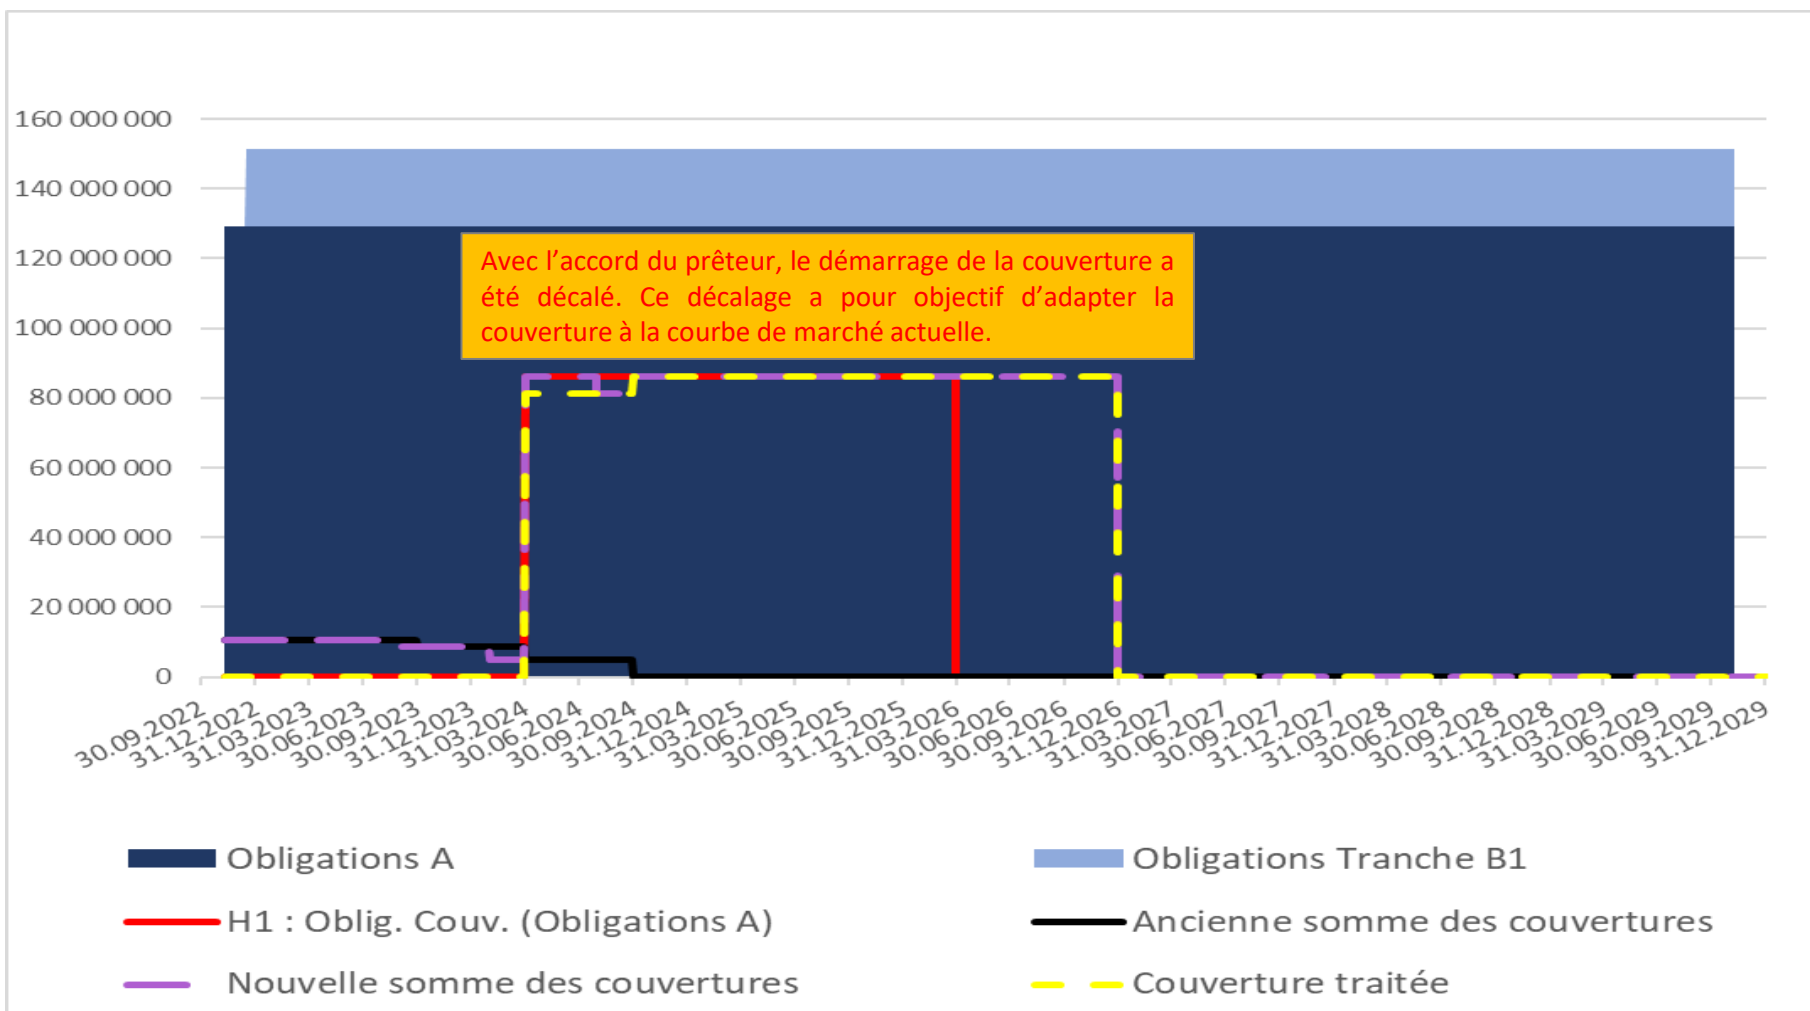 160 000 000
140 000 000
120 000 000
100 000 000
80 000 000
60 000 000
40 000 000
20 000 000
0
Avec l’accord du prêteur, le démarrage de la couverture a
été décalé. Ce décalage a pour objectif d’adapter la
couverture à la courbe de marché actuelle.
30.09.2022
31.12.2022
31.03.2023
30.06.2023
30.09.2023
31.12.2023
31.03.2024
30.06.2024
30.09.2024
31.12.2024
31.03.2025
30.06.2025
30.09.2025
31.12.2025
31.03.2026
30.06.2026
30.09.2026
31.12.2026
31.03.2027
30.06.2027
30.09.2027
31.12.2027
31.03.2028
30.06.2028
30.09.2028
31.12.2028
31.03.2029
30.06.2029
30.09.2029
31.12.2029
Obligations A
Obligations Tranche B1
H1 : Oblig. Couv. (Obligations A)
Ancienne somme des couvertures
Nouvelle somme des couvertures
Couverture traitée